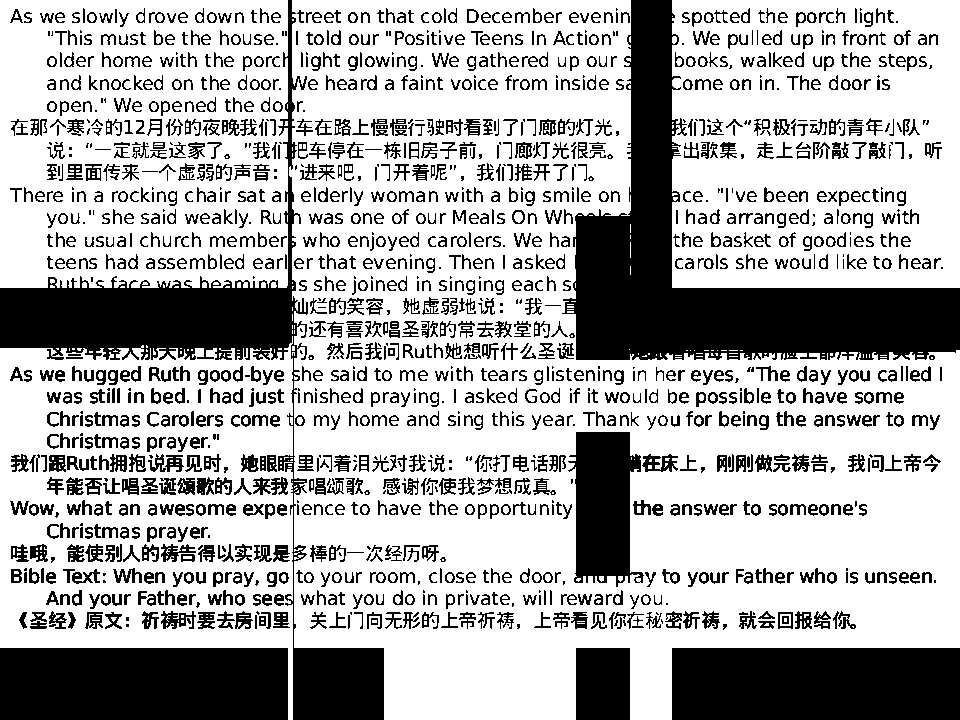 As we slowly drove down the street on that cold December spotted the porch light.
"This must be the house." I told our "Positive Teens In Action" We pulled up in front of an
older home with the porch light glowing. We gathered up our books, walked up the steps,
and knocked on the door. We heard a faint voice from inside Come on in. The door is
open." We opened the door.
在那个寒冷的12月份的夜晚我们开车在路上慢慢行驶时看到了门廊的灯光， 我们这个“积极行动的青年小队”
说：“一定就是这家了。”我们把车停在一栋旧房子前，门廊灯光很亮。 拿出歌集，走上台阶敲了敲门，听
到里面传来一个虚弱的声音：“进来吧，门开着呢”，我们推开了门。
There in a rocking chair sat an elderly woman with a big smile on "I've been expecting
you." she said weakly. Ruth was one of our Meals On Wheels I had arranged; along with
the usual church members who enjoyed carolers. We the basket of goodies the
teens had assembled earlier that evening. Then I asked carols she would like to hear.
Ruth's face was beaming as she joined in singing each
灿烂的笑容，她虚弱地说：“我一直
的还有喜欢唱圣歌的常去教堂的人。
这些年轻人那天晚上提前装好的。然后我问Ruth她想听什么圣诞
As we hugged Ruth good-bye she said to me with tears glistening in her eyes, “The day you called I
was still in bed. I had just finished praying. I asked God if it would be possible to have some
Christmas Carolers come to my home and sing this year. Thank you for being the answer to my
Christmas prayer."
我们跟Ruth拥抱说再见时，她眼睛里闪着泪光对我说：“你打电话那天 躺在床上，刚刚做完祷告，我问上帝今
年能否让唱圣诞颂歌的人来我家唱颂歌。感谢你使我梦想成真。”
Wow, what an awesome experience to have the opportunity the answer to someone's
Christmas prayer.
哇哦，能使别人的祷告得以实现是多棒的一次经历呀。
Bible Text: When you pray, go to your room, close the door, and pray to your Father who is unseen.
And your Father, who sees what you do in private, will reward you.
《圣经》原文：祈祷时要去房间里，关上门向无形的上帝祈祷，上帝看见你在秘密祈祷，就会回报给你。